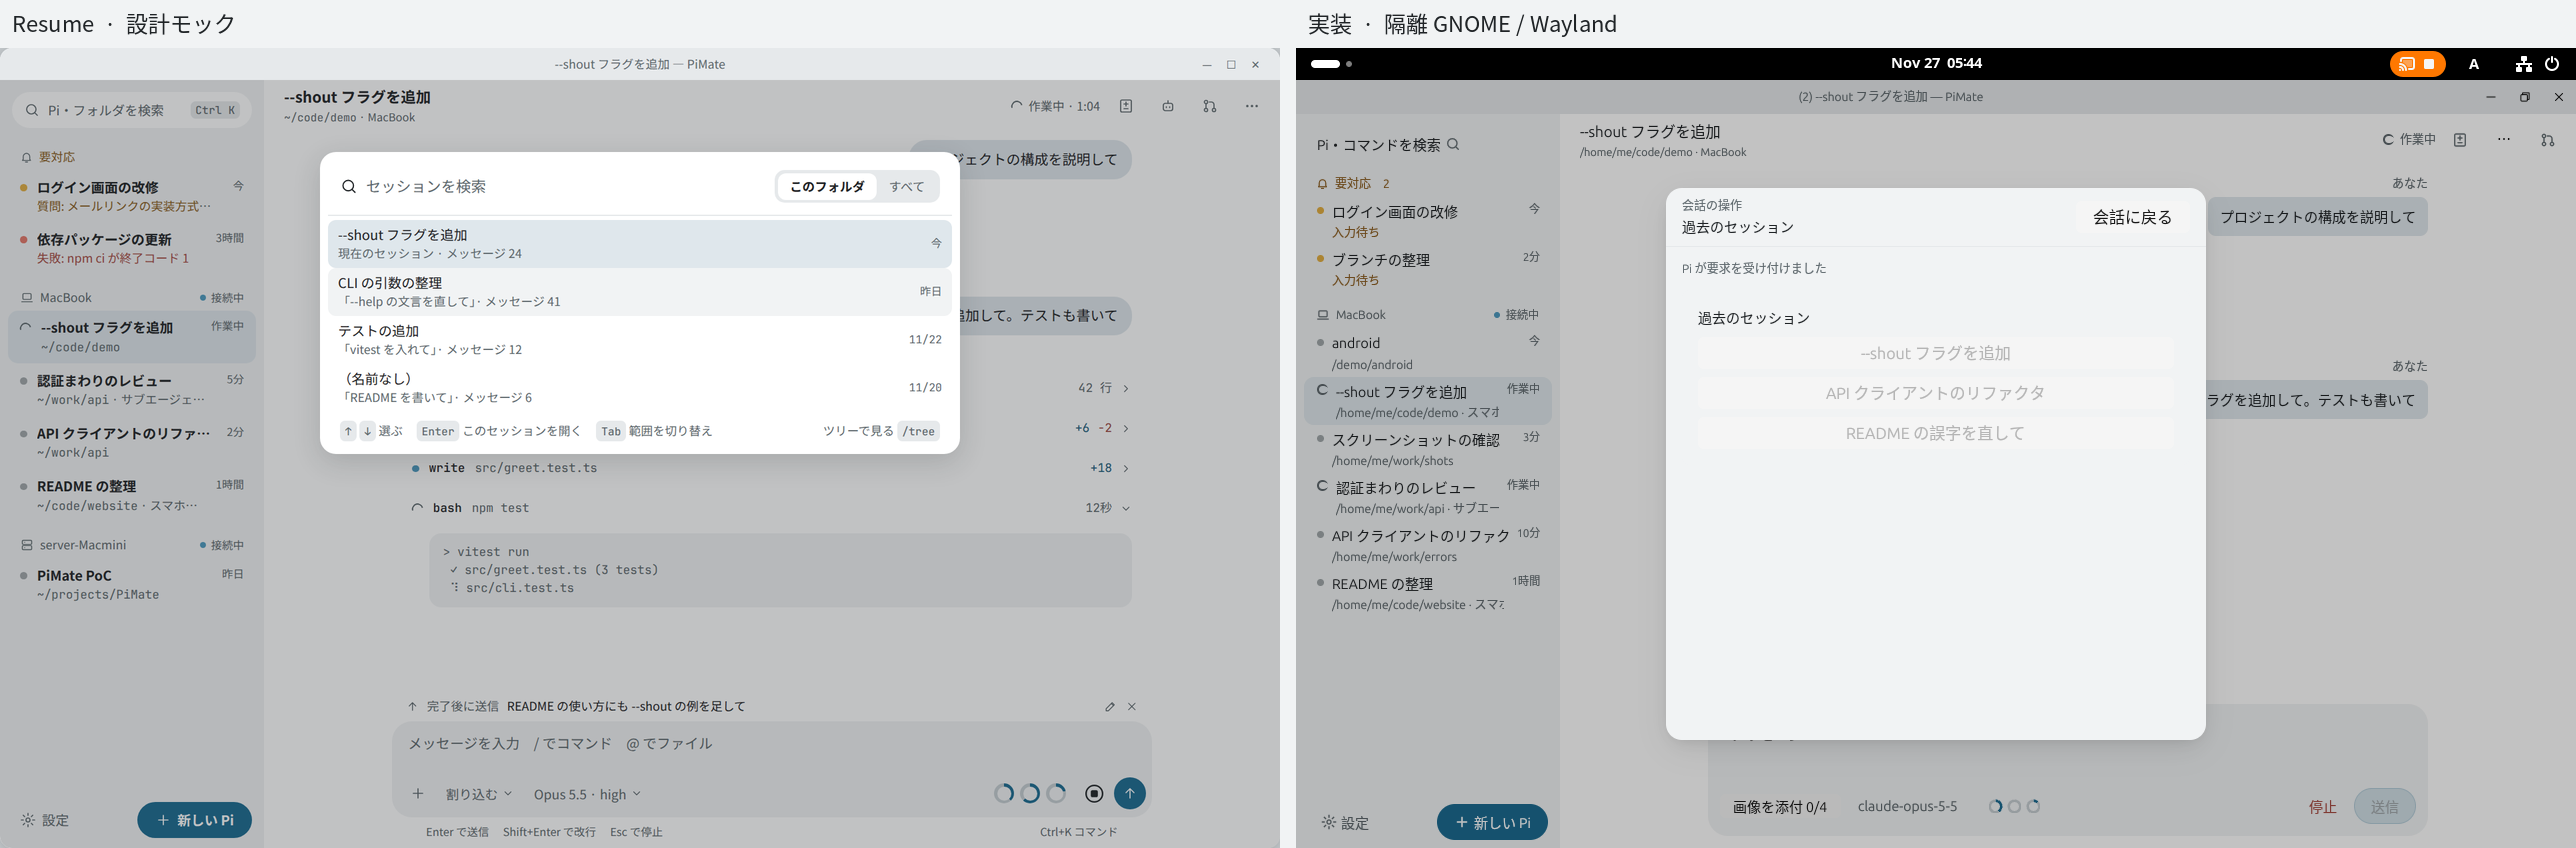 Resume · 設計モック
--shout フラグを追加 — PiMate
Pi・フォルダを検索 Ctrl K
要対応
ログイン画面の改修 今
質問: メールリンクの実装方式…
依存パッケージの更新 3時間
失敗: npm ci が終了コード 1
MacBook 接続中
--shout フラグを追加 作業中
~/code/demo
認証まわりのレビュー 5分
~/work/api · サブエージェ…
API クライアントのリファ… 2分
~/work/api
README の整理 1時間
~/code/website · スマホ…
server-Macmini 接続中
PiMate PoC 昨日
~/projects/PiMate
設定
+ 新しい Pi
--shout フラグを追加
~/code/demo · MacBook
作業中 · 1:04
ジェクトの構成を説明して
セッションを検索
このフォルダ すべて
--shout フラグを追加
現在のセッション · メッセージ 24
今
CLI の引数の整理
「--help の文言を直して」· メッセージ 41
昨日
テストの追加
「vitest を入れて」· メッセージ 12
11/22
（名前なし）
「README を書いて」· メッセージ 6
11/20
↑ ↓ 選ぶ Enter このセッションを開く Tab 範囲を切り替え ツリーで見る /tree
追加して。テストも書いて
42 行
+6 -2
write src/greet.test.ts +18
bash npm test 12秒
> vitest run
✓ src/greet.test.ts (3 tests)
src/cli.test.ts
↑ 完了後に送信 README の使い方にも --shout の例を足して
メッセージを入力 / でコマンド @ でファイル
+ 割り込む Opus 5.5 · high
Enter で送信 Shift+Enter で改行 Esc で停止 Ctrl+K コマンド
実装 · 隔離 GNOME / Wayland
Nov 27 05:44
A
(2) --shout フラグを追加 — PiMate
Pi・コマンドを検索
要対応 2
ログイン画面の改修 今
入力待ち
ブランチの整理 2分
入力待ち
MacBook 接続中
android 今
/demo/android
--shout フラグを追加 作業中
/home/me/code/demo · スマホ
スクリーンショットの確認 3分
/home/me/work/shots
認証まわりのレビュー 作業中
/home/me/work/api · サブエー
API クライアントのリファク 10分
/home/me/work/errors
README の整理 1時間
/home/me/code/website · スマホ
設定
+ 新しい Pi
--shout フラグを追加
/home/me/code/demo · MacBook
作業中
あなた
プロジェクトの構成を説明して
あなた
ラグを追加して。テストも書いて
会話の操作
過去のセッション
会話に戻る
Pi が要求を受け付けました
過去のセッション
--shout フラグを追加
API クライアントのリファクタ
README の誤字を直して
画像を添付 0/4 claude-opus-5-5
停止 送信